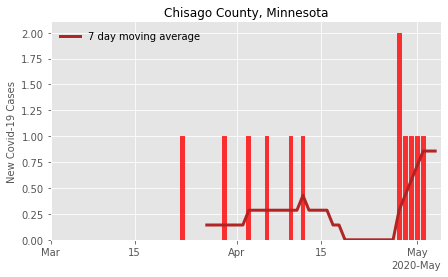 Chisago County, Minnesota
7 day moving average
New Covid-19 Cases
2.00
1.75
1.50
1.25
1.00
0.75
0.50
0.25
0.00
Mar 15 Apr 15 May
2020-May